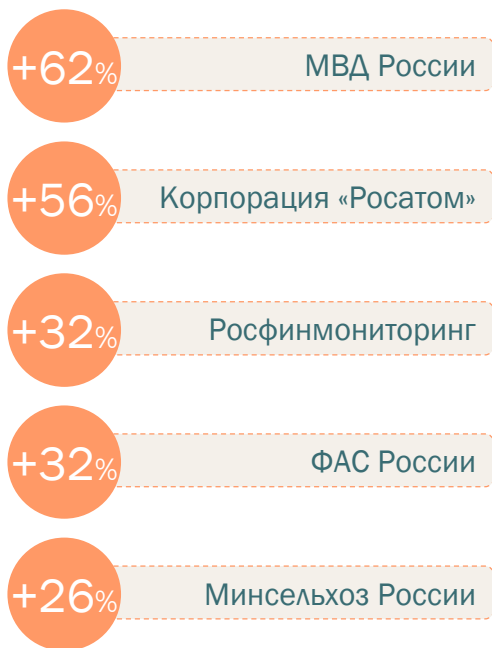 +62% МВД России
+56% Корпорация «Росатом»
+32% Росфинмониторинг
+32% ФАС России
+26% Минсельхоз России